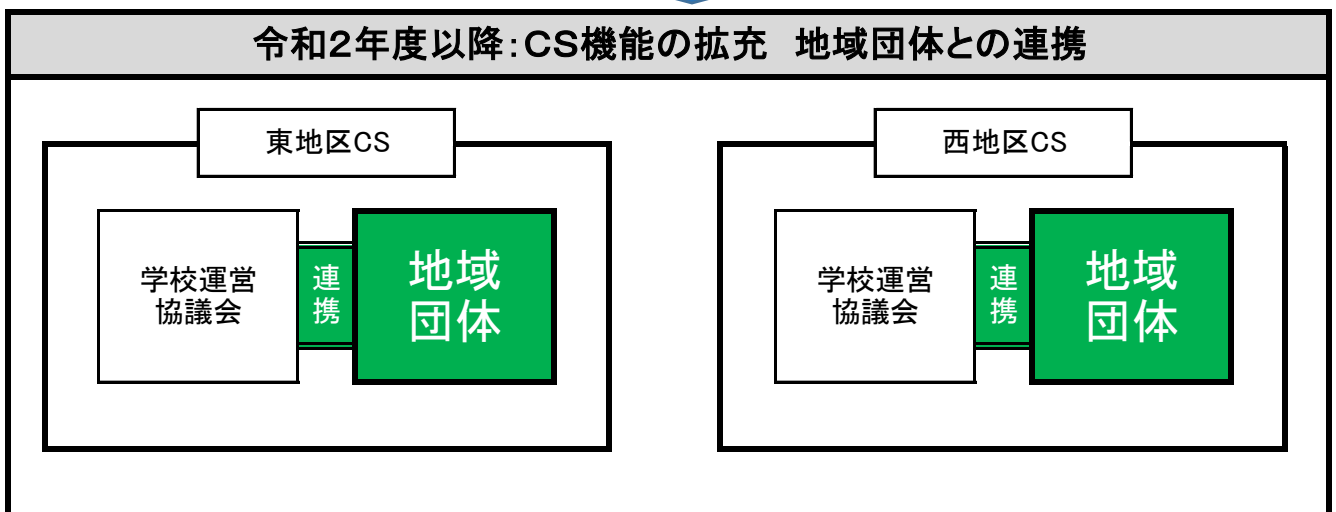 令和2年度以降:CS機能の拡充　地域団体との連携
東地区CS
学校運営
協議会
連
携
地域
団体
西地区CS
学校運営
協議会
連
携
地域
団体